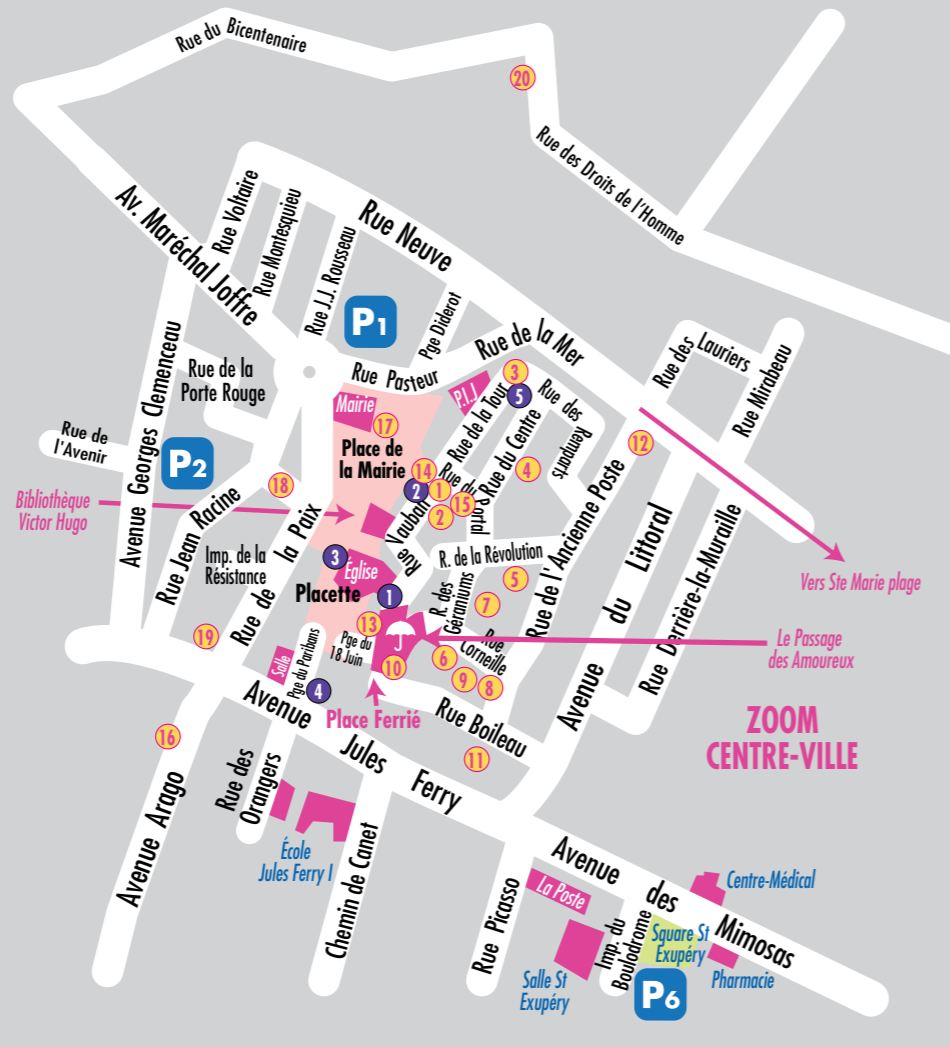 Rue du Bicentenaire
20
Rue des Droits de l'Homme
Av. Maréchal Joffre
Rue Voltaire
Rue Montesquieu
Rue J.J. Rousseau
Rue Neuve
P1
Pge Diderot
Rue de la Mer
Rue Pasteur
Rue des Lauriers
Rue Mirabeau
Avenue Georges Clemenceau
Rue de la
Porte Rouge
Rue de
l'Avenir
P2
Mairie
17
P.I.J
3
5
Rue de la Tour
Rue du Centre
Rue des Remparts
Place de
la Mairie
12
14
2
1
2
15
4
Rue du Portal
Rue Vauban
18
Bibliothèque
Victor Hugo
Rue Jean Racine
Imp. de la
Résistance
Rue de la Paix
3
Église
Placette
1
R. de la Révolution
5
R. des
Géraniums
7
Rue de l'Ancienne Poste
Avenue du Littoral
Rue Derrière-la-Muraille
Vers Ste Marie plage
Le Passage
des Amoureux
19
13
Pge du
18 Juin
10
6
9
8
Rue
Corneille
Salle
Pge du Paribans
4
Place Ferrié
Rue Boileau
11
ZOOM
CENTRE-VILLE
Avenue Jules Ferry
16
Avenue Arago
Rue des
Orangers
École
Jules Ferry I
Chemin de Canet
Rue Picasso
Avenue des Mimosas
La Poste
Centre-Médical
Salle St
Exupéry
Imp. du
Boulodrome
Square St
Exupéry
Pharmacie
P6